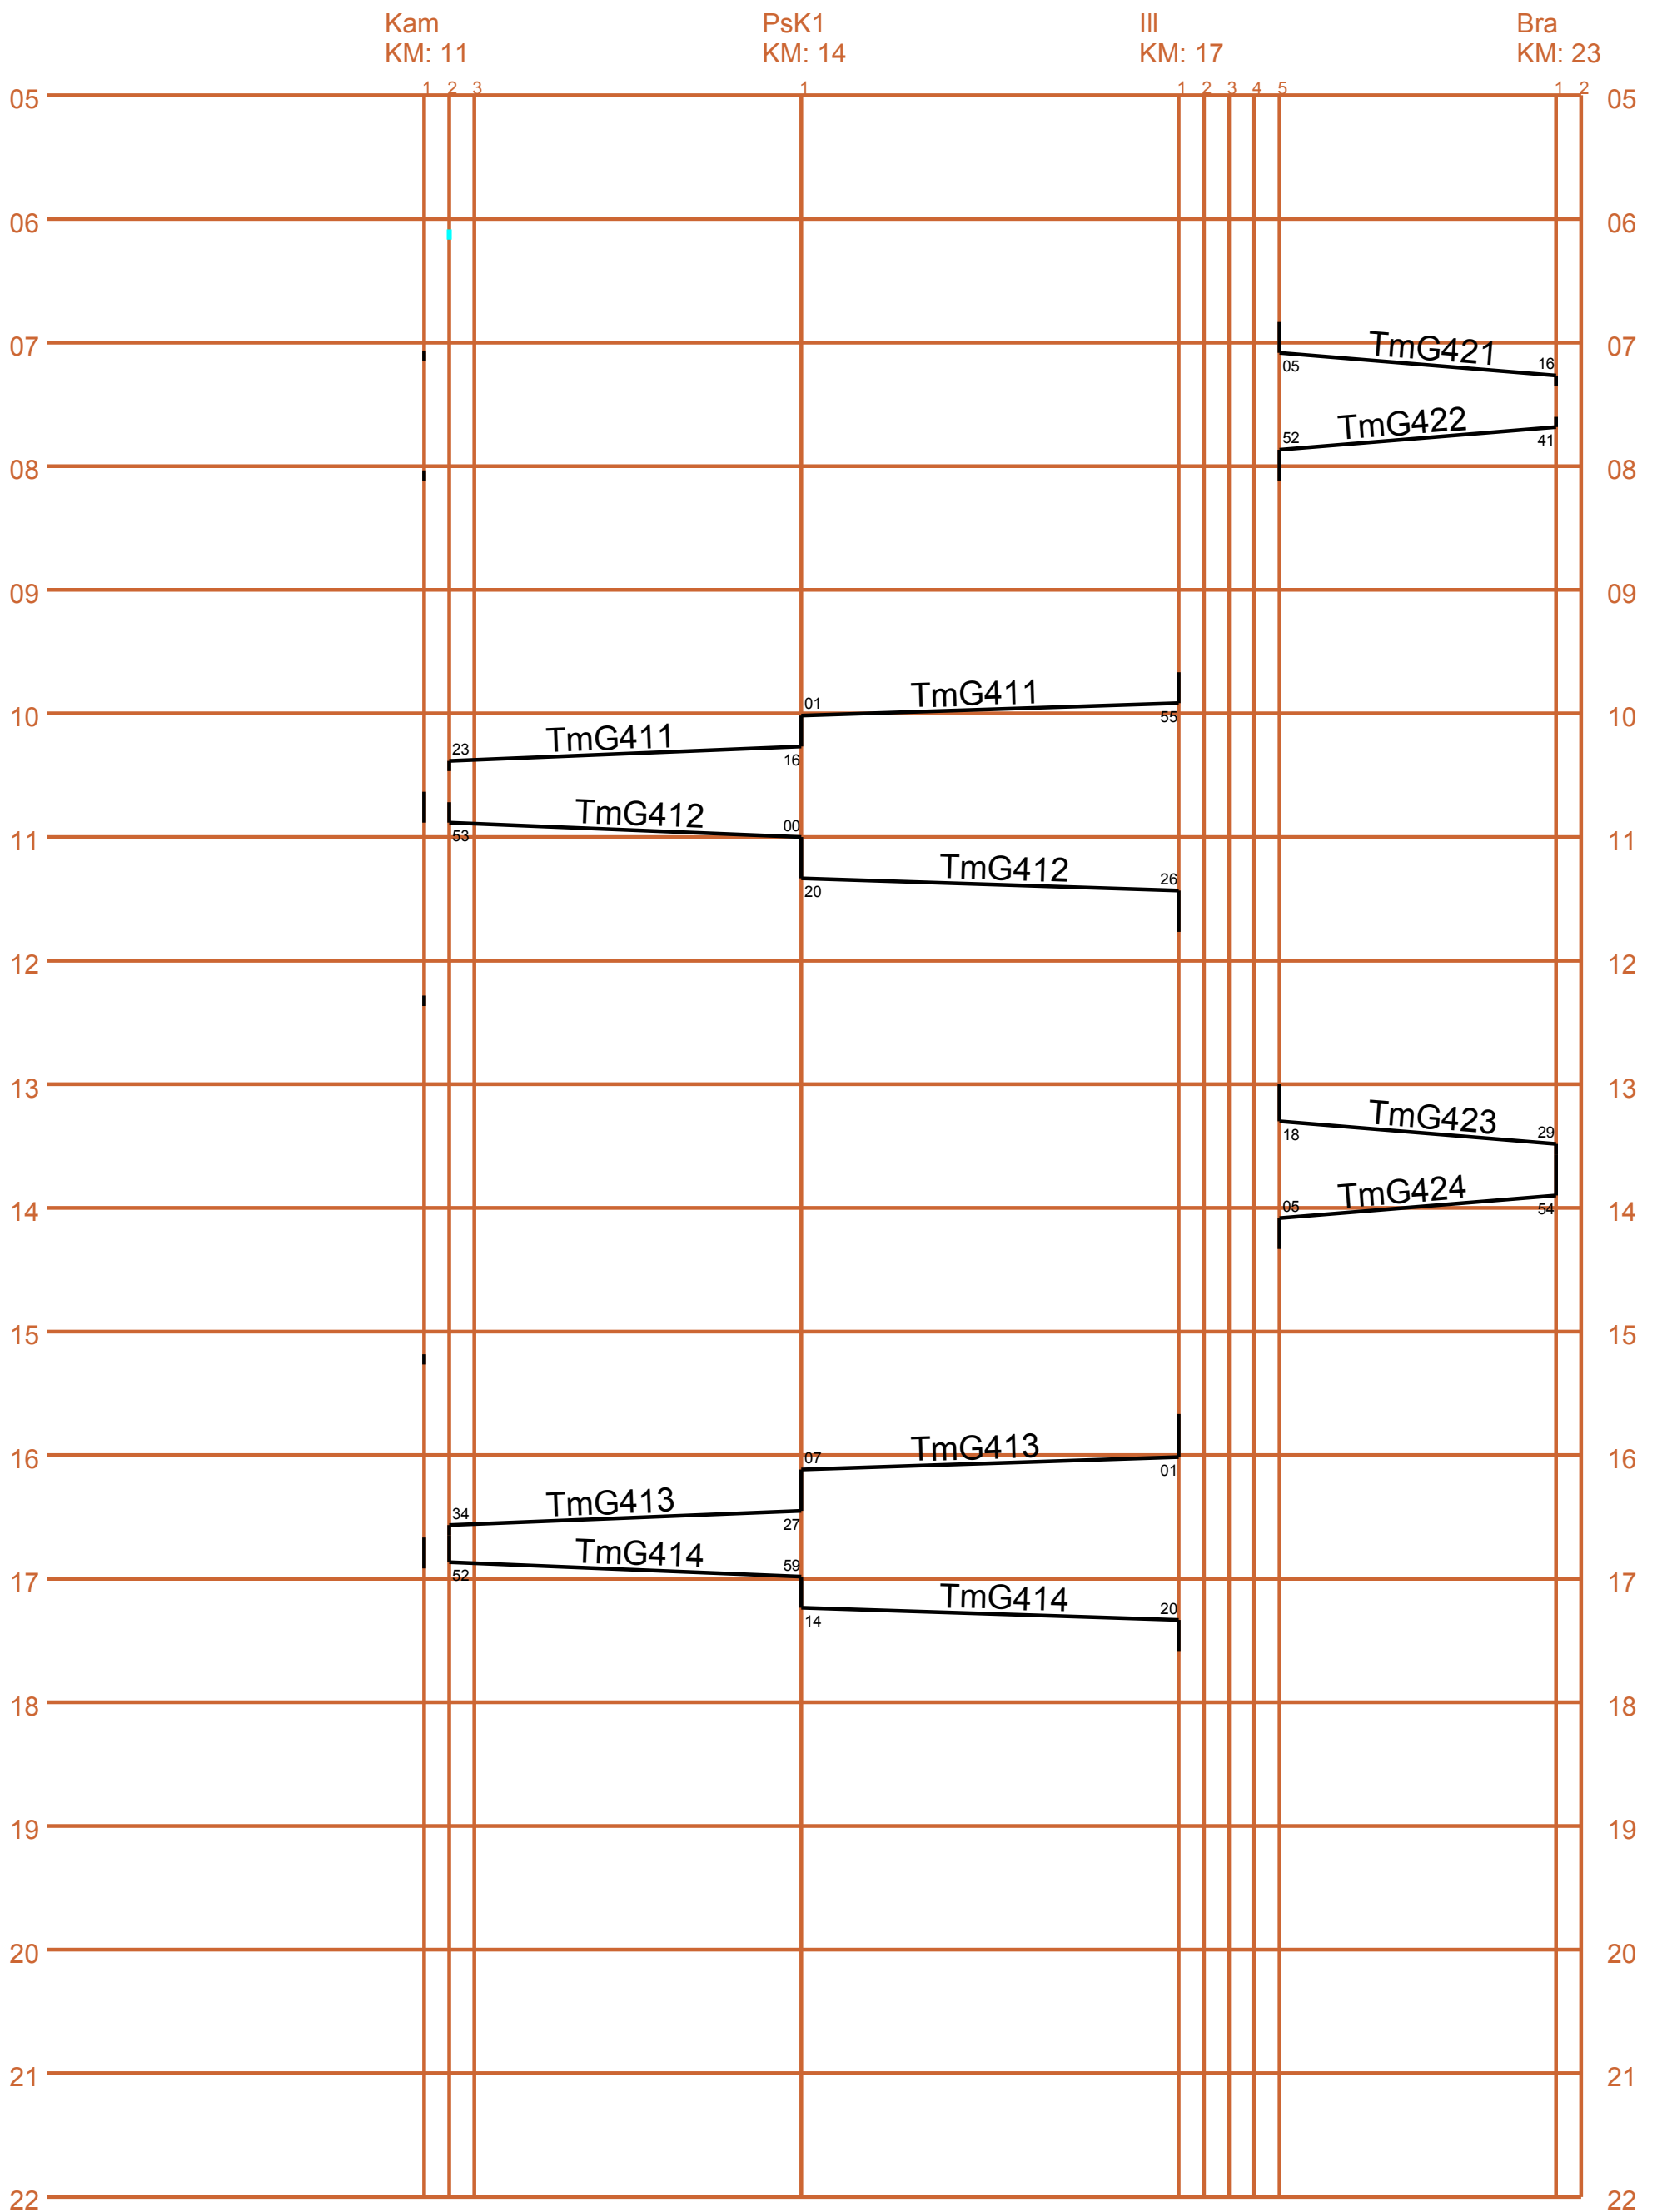 Kam PsK1 Ill Bra
KM: 11 KM: 14 KM: 17 KM: 23
1 2 3 1 1 2 3 4 5 1 2
05 05
06 06
07 TmG421 07
05 16
TmG422
52 41
08 08
09 09
01 TmG411
10 55 10
23 TmG411 16
TmG412 00
11 53 11
TmG412 26
20
12 12
13 13
TmG423 29
18
05 TmG424
14 54 14
15 15
07 TmG413
16 01 16
34 TmG413 27
TmG414 59
17 52 17
TmG414 20
14
18 18
19 19
20 20
21 21
22 22